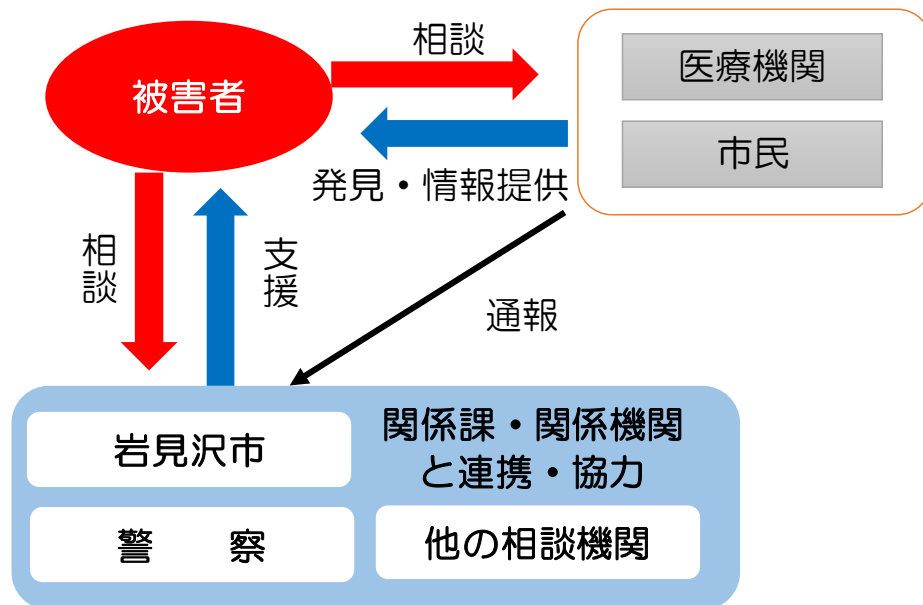 相談
医療機関
被害者
市民
発見・情報提供
相談
支援
通報
岩見沢市
関係課・関係機関
と連携・協力
警　　察
他の相談機関